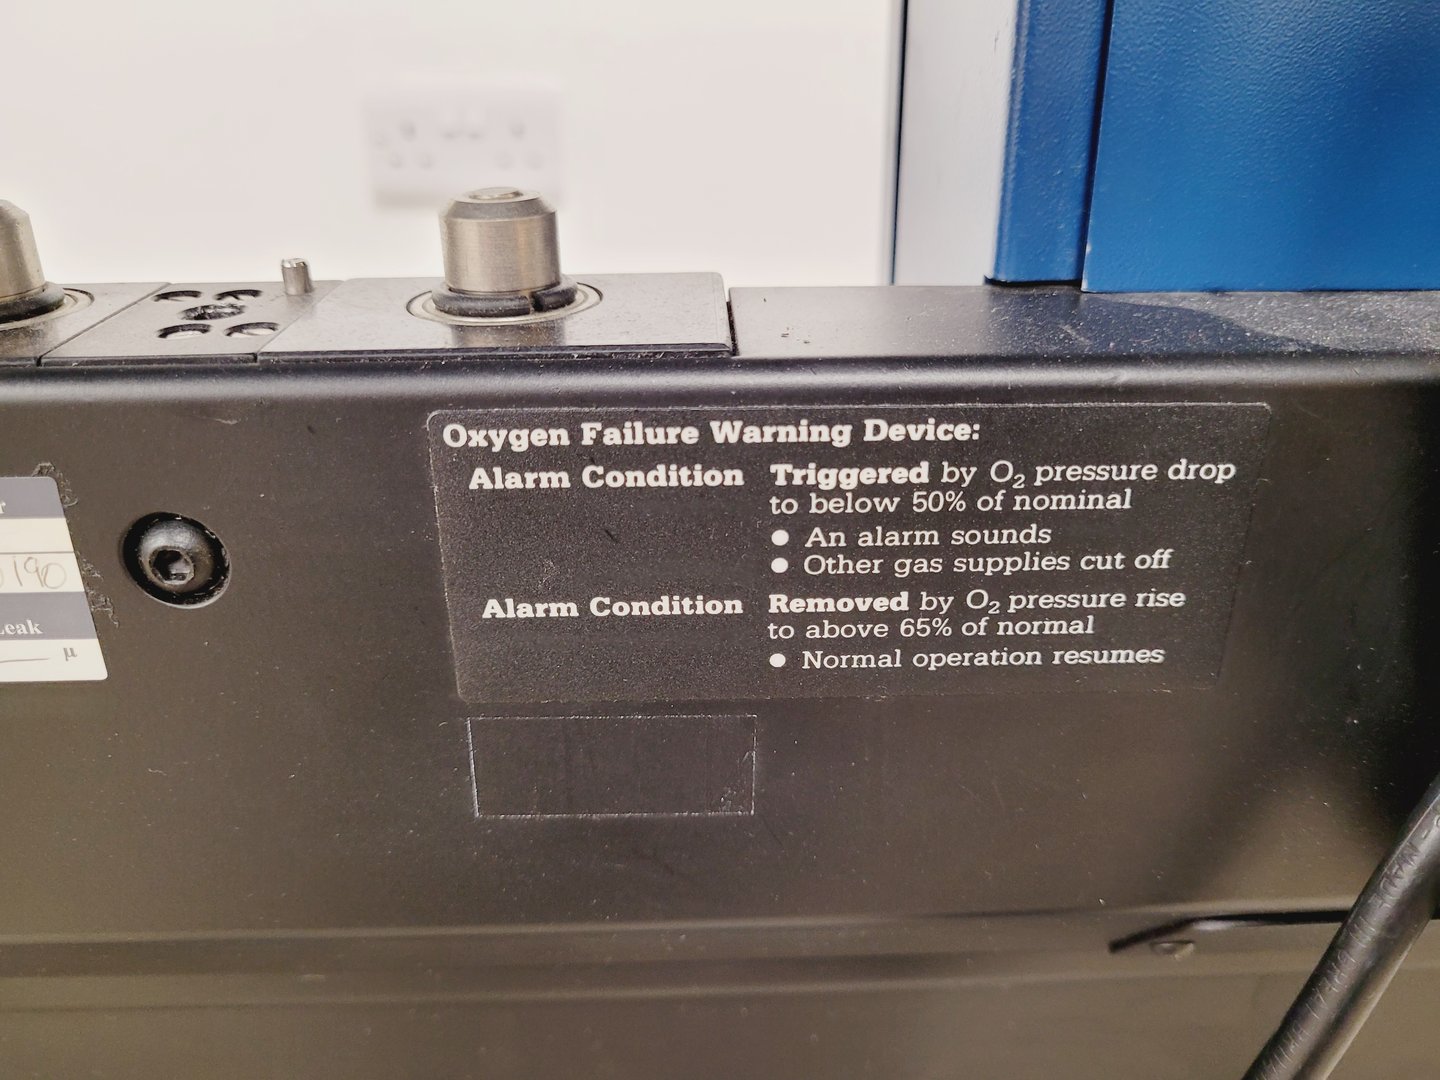 Oxygen Failure Warning Device:
Alarm Condition Triggered by O₂ pressure drop
to below 50% of nominal
● An alarm sounds
● Other gas supplies cut off
Alarm Condition Removed by O₂ pressure rise
to above 65% of normal
● Normal operation resumes
190
Leak
μ